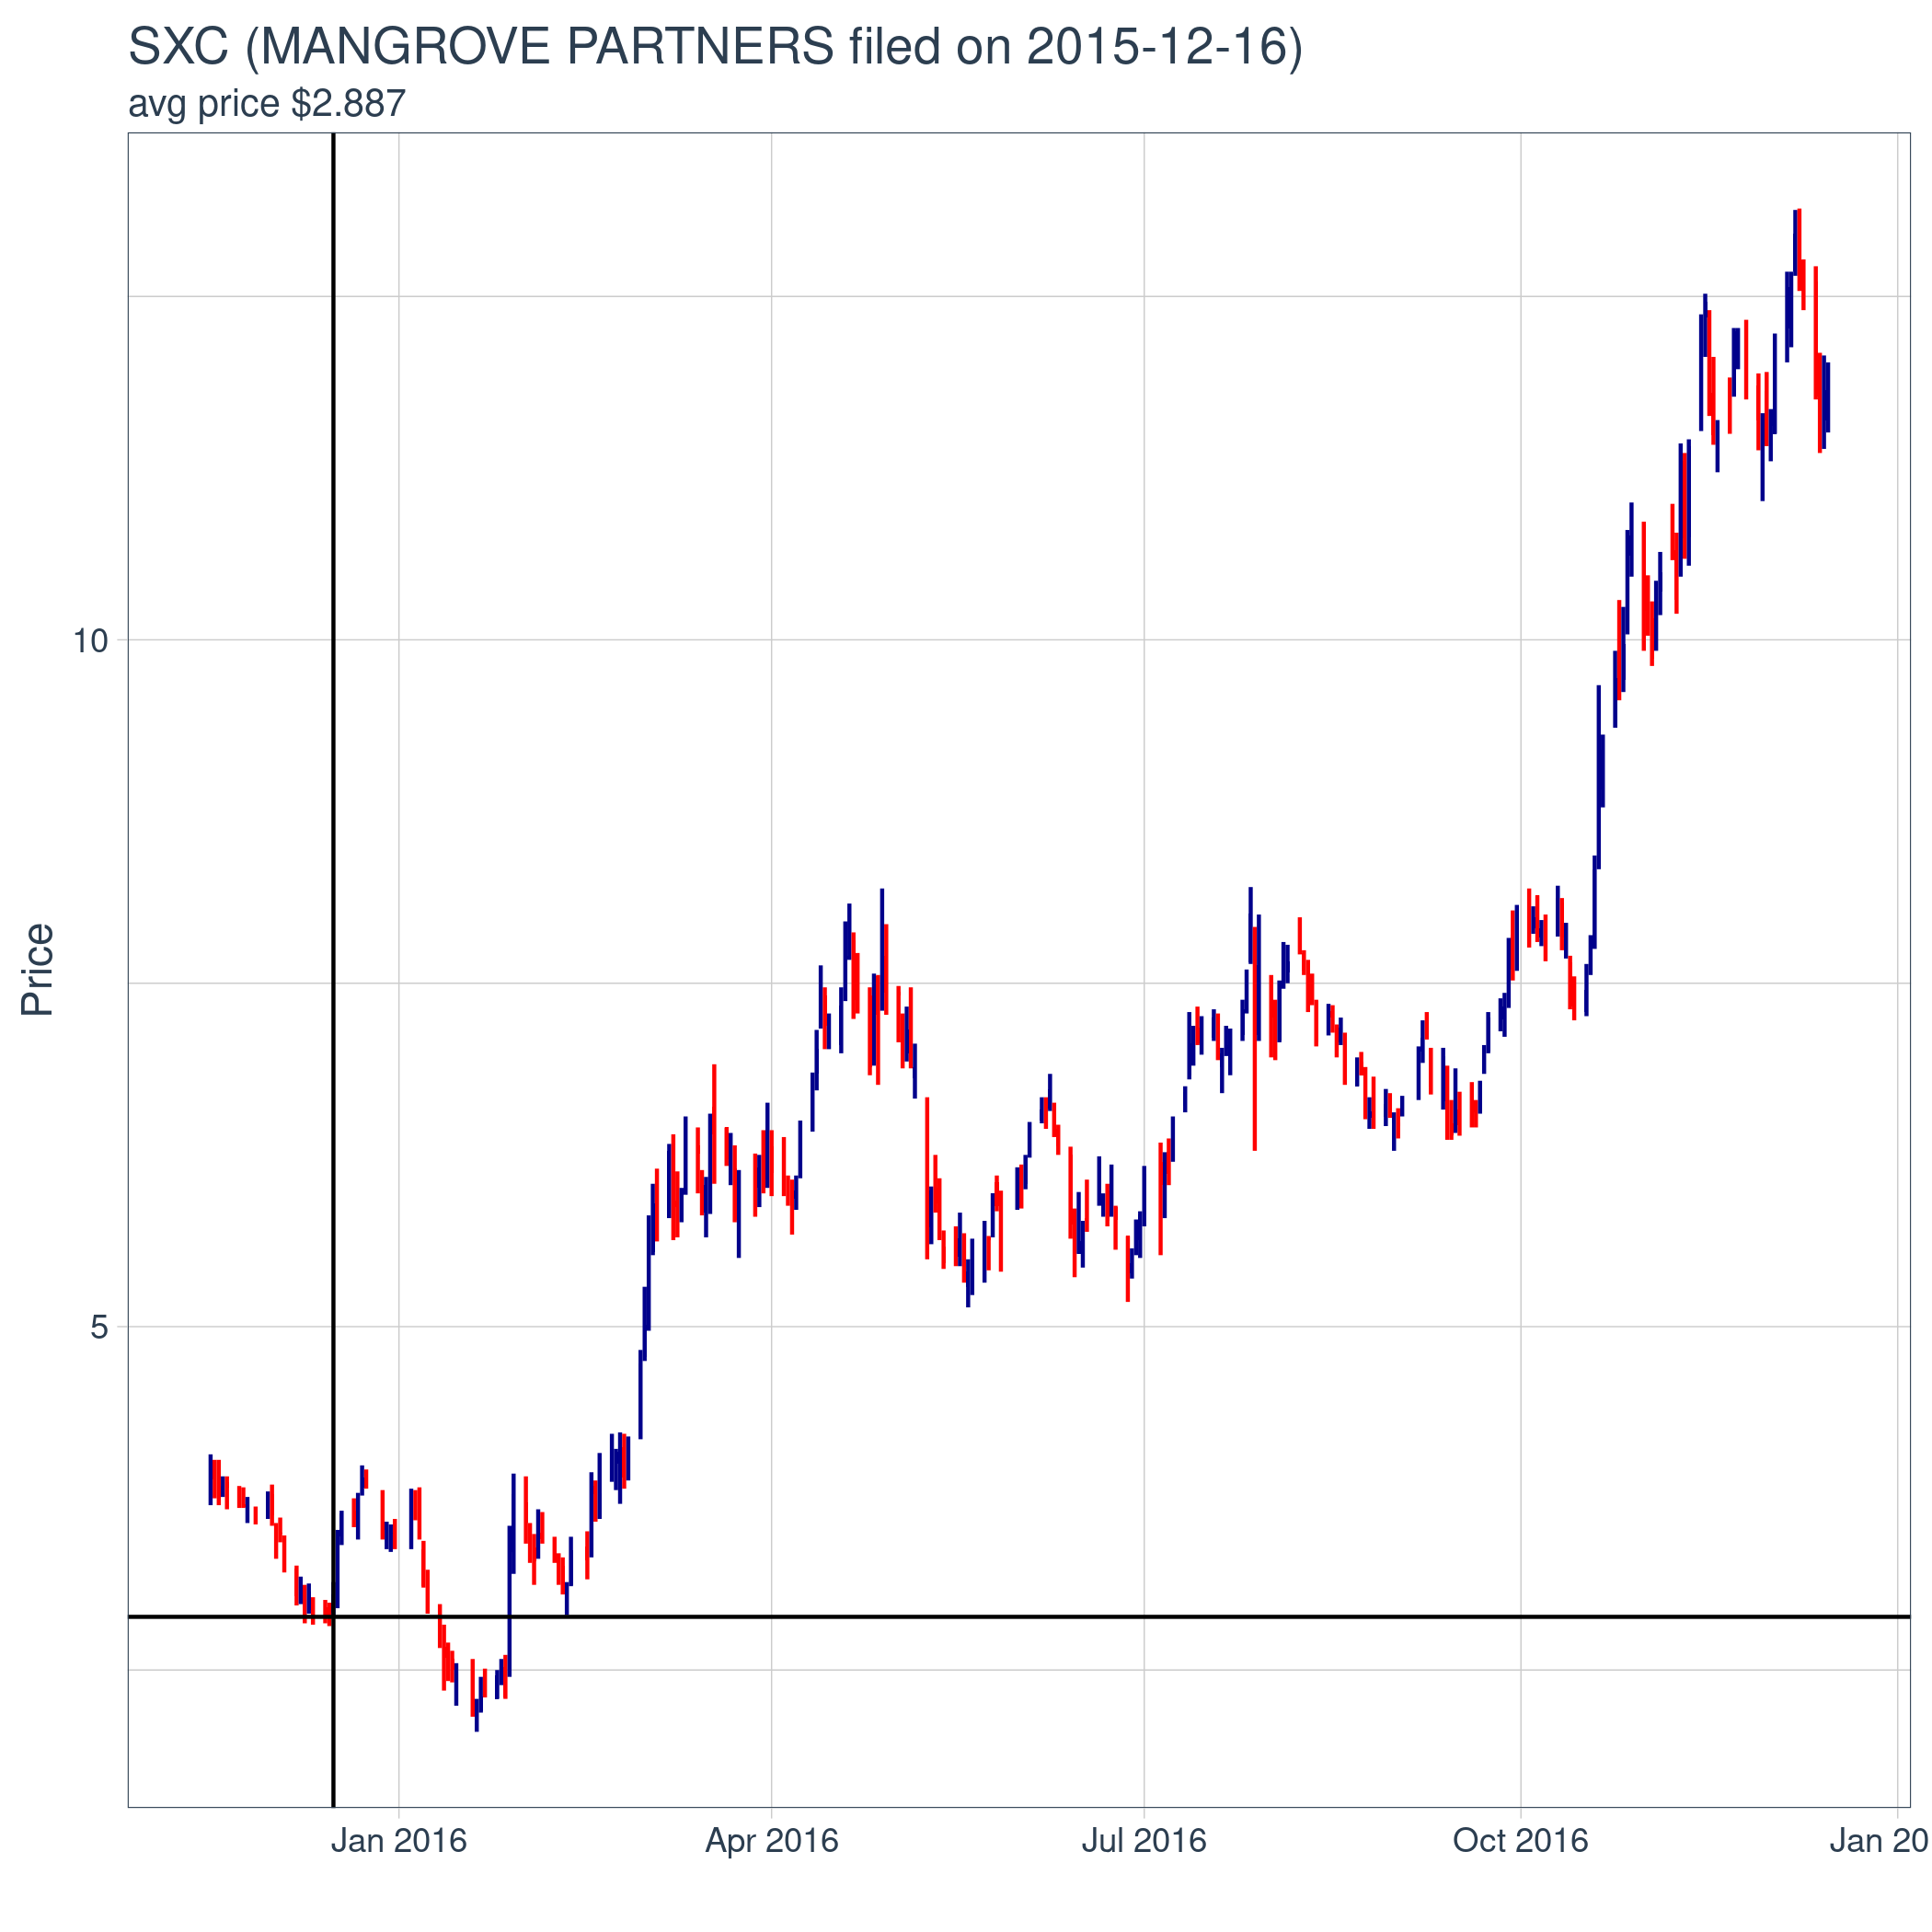 SXC (MANGROVE PARTNERS filed on 2015-12-16)
avg price $2.887
Price
10
5
Jan 2016
Apr 2016
Jul 2016
Oct 2016
Jan 20